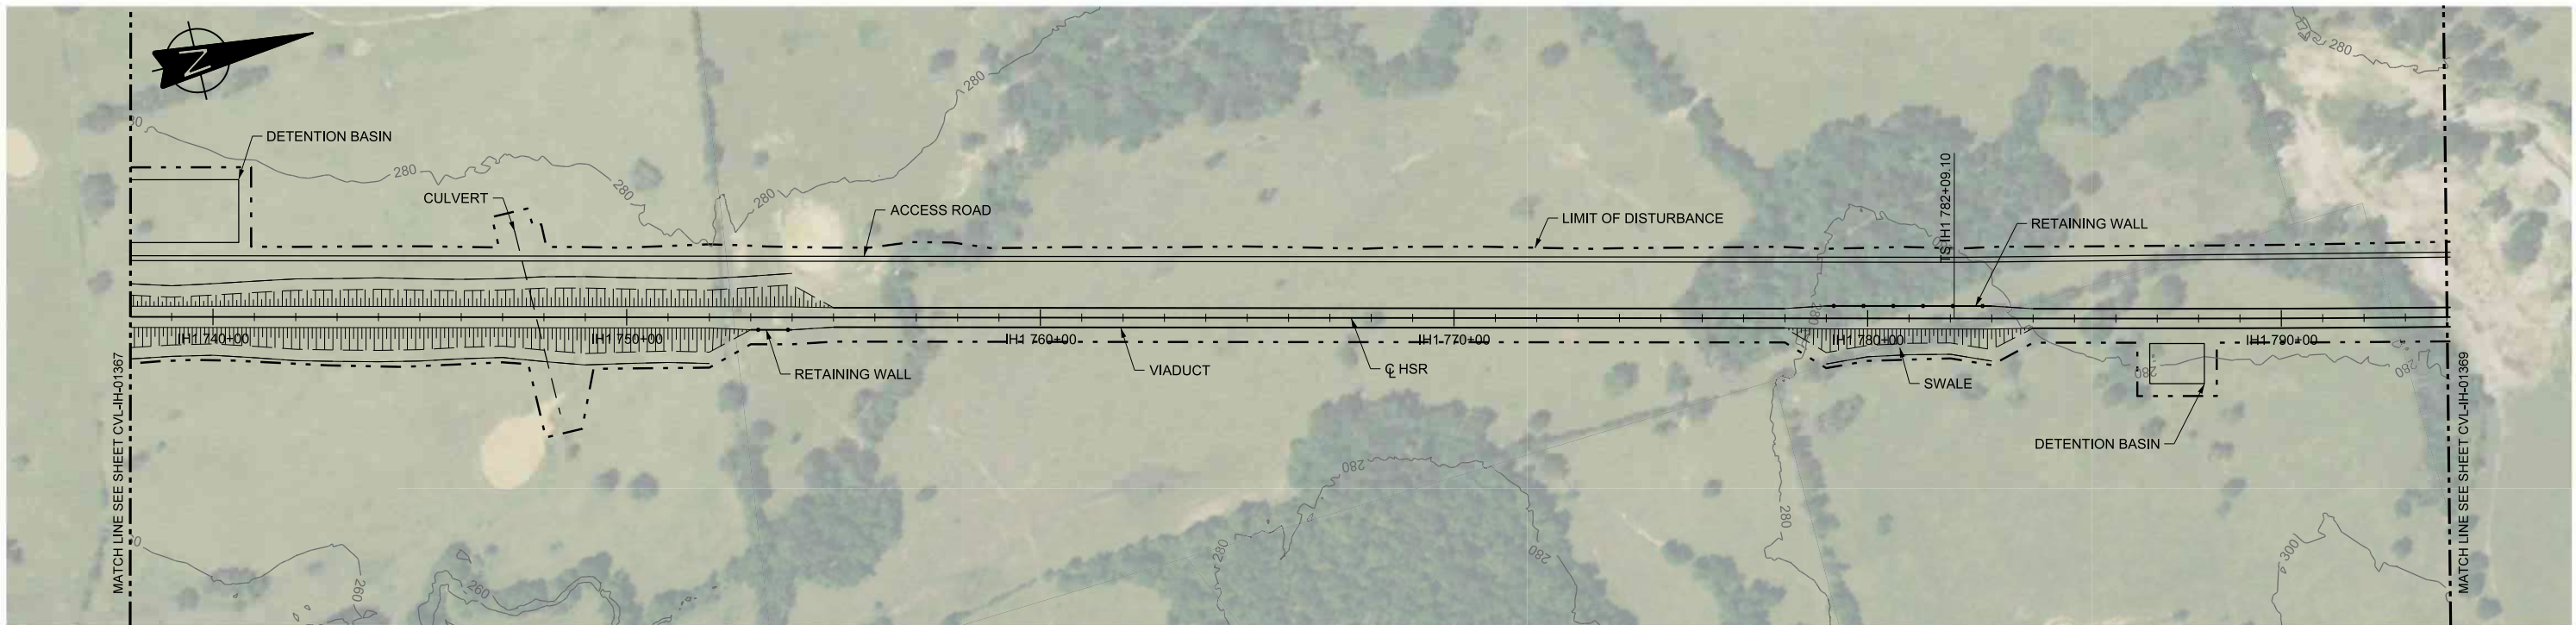 N
DETENTION BASIN
CULVERT
ACCESS ROAD
LIMIT OF DISTURBANCE
TS IH1 782+09.10
RETAINING WALL
280
280
280
280
280
280
280
IH1 740+00
IH1 750+00
IH1 760+00
IH1 770+00
IH1 780+00
IH1 790+00
RETAINING WALL
VIADUCT
℄ HSR
SWALE
DETENTION BASIN
280
280
280
280
280
280
260
260
300
MATCH LINE SEE SHEET CVL-IH-01367
MATCH LINE SEE SHEET CVL-IH-01369